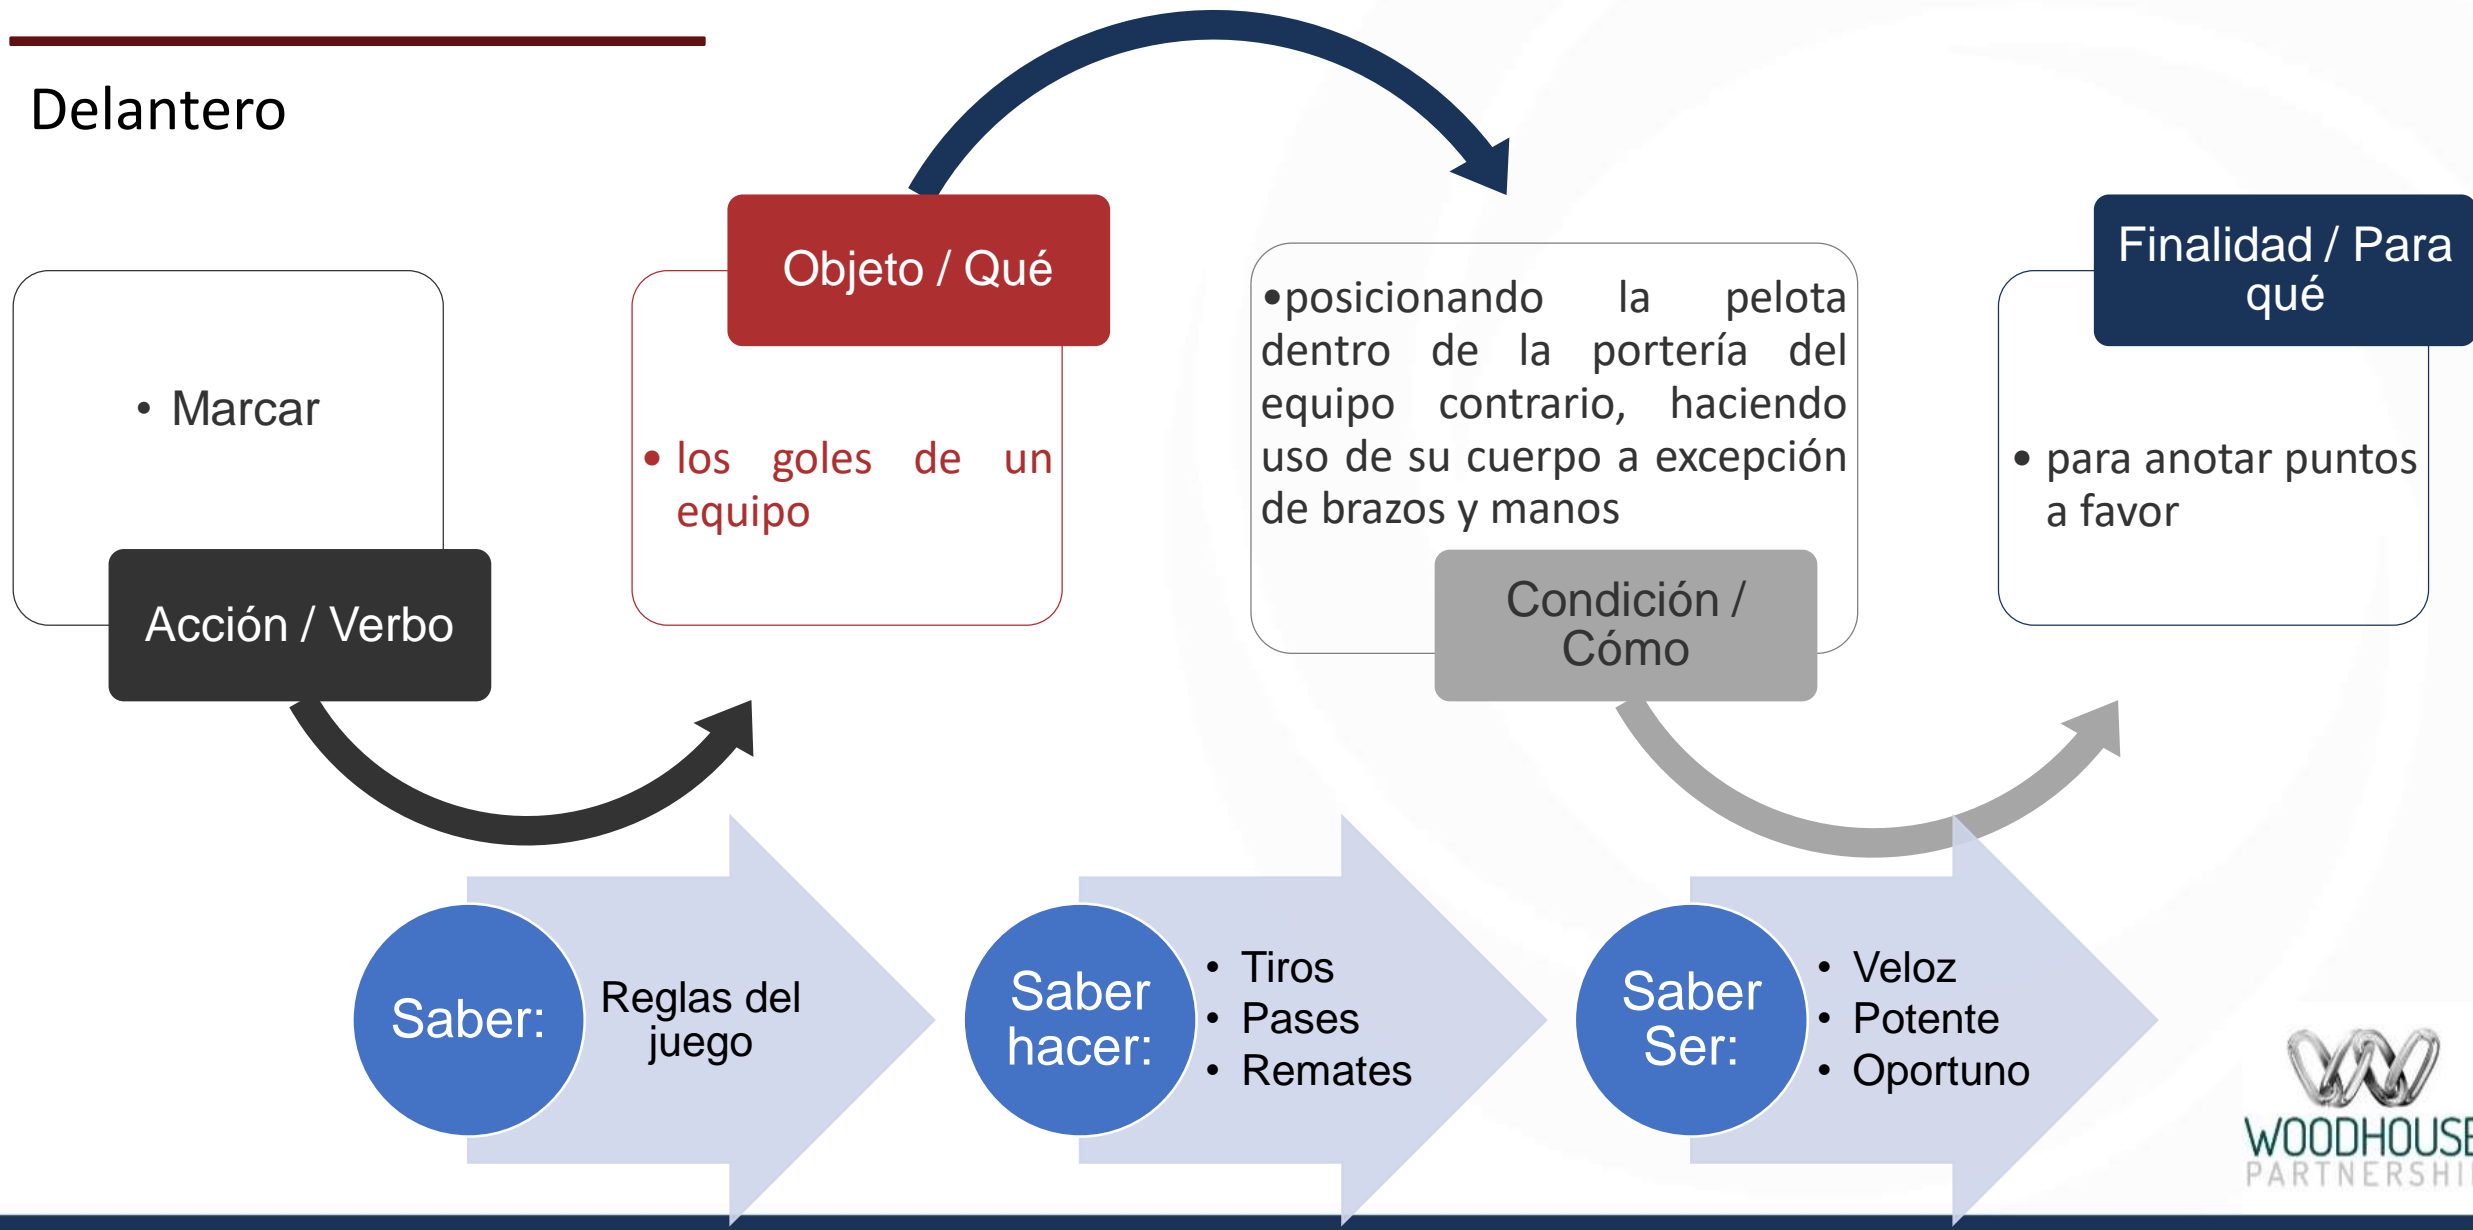 Delantero
• Marcar
Acción / Verbo
Objeto / Qué
• los goles de un
equipo
•posicionando la pelota
dentro de la portería del
equipo contrario, haciendo
uso de su cuerpo a excepción
de brazos y manos
Condición /
Cómo
Finalidad / Para
qué
• para anotar puntos
a favor
Saber:
Reglas del
juego
Saber
hacer:
• Tiros
• Pases
• Remates
Saber
Ser:
• Veloz
• Potente
• Oportuno
WOODHOUSE
PARTNERSHI